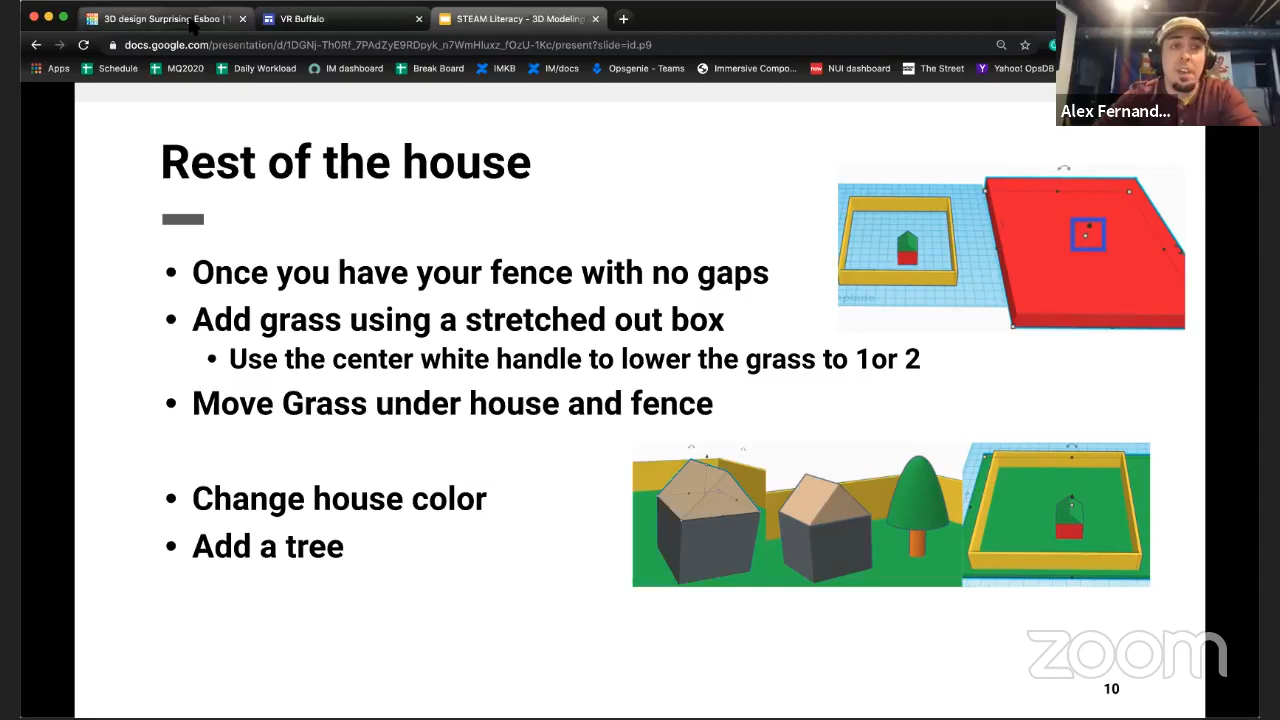 3D design Surprising Esboo | T
VR Buffalo
STEAM Literacy - 3D Modeling
docs.google.com/presentation/d/1DGNj-Th0Rf_7PAdZyE9RDpyk_n7WmHluxz_fOzU-1Kc/present?slide=id.p9
Apps
Schedule
MQ2020
Daily Workload
IM dashboard
Break Board
IMKB
IM/docs
Opsgenie - Teams
Immersive Compo...
NUI dashboard
The Street
Yahoo! OpsDB
Alex Fernand...
Rest of the house
• Once you have your fence with no gaps
• Add grass using a stretched out box
• Use the center white handle to lower the grass to 1or 2
• Move Grass under house and fence
• Change house color
• Add a tree
zoom
10